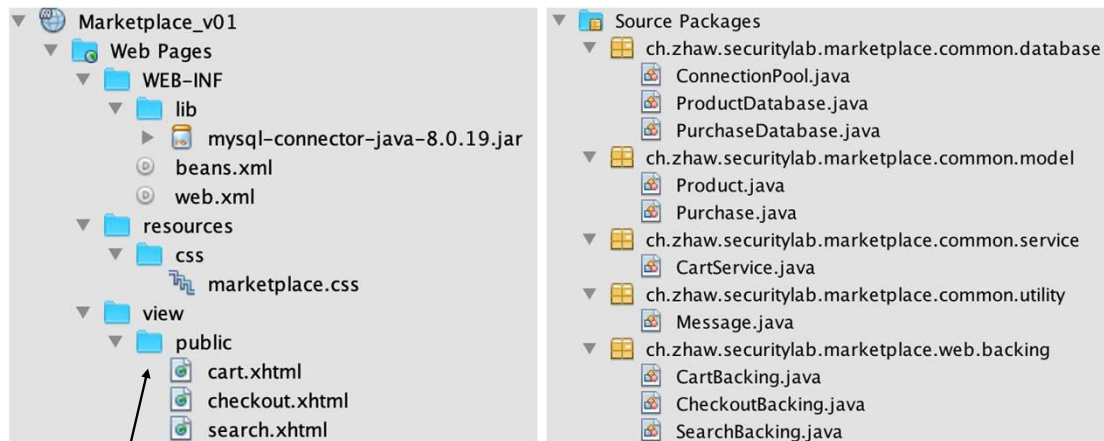 Marketplace_v01
Web Pages
WEB-INF
lib
mysql-connector-java-8.0.19.jar
beans.xml
web.xml
resources
css
marketplace.css
view
public
cart.xhtml
checkout.xhtml
search.xhtml
Source Packages
ch.zhaw.securitylab.marketplace.common.database
ConnectionPool.java
ProductDatabase.java
PurchaseDatabase.java
ch.zhaw.securitylab.marketplace.common.model
Product.java
Purchase.java
ch.zhaw.securitylab.marketplace.common.service
CartService.java
ch.zhaw.securitylab.marketplace.common.utility
Message.java
ch.zhaw.securitylab.marketplace.web.backing
CartBacking.java
CheckoutBacking.java
SearchBacking.java